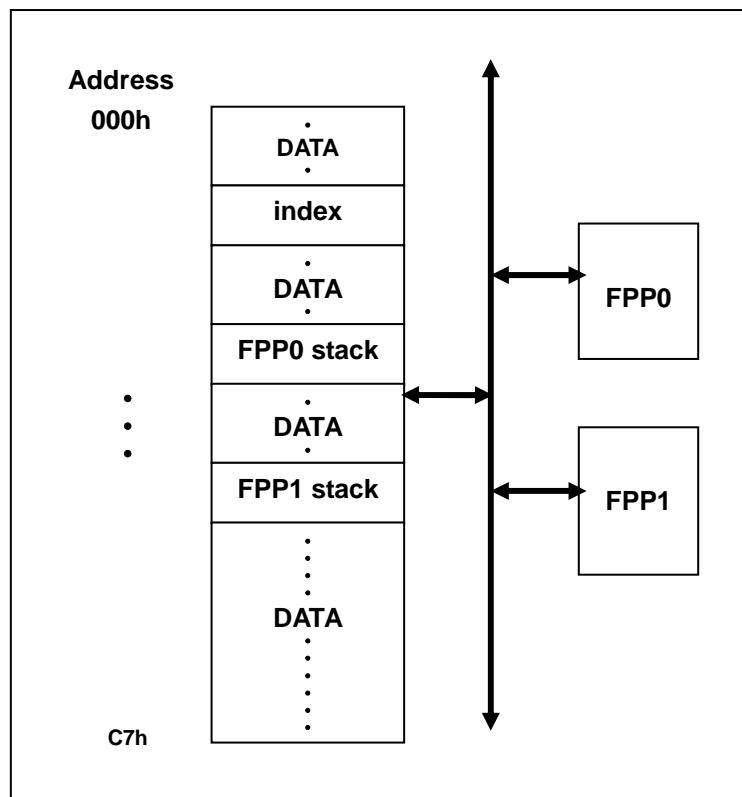 Address
000h
DATA
index
DATA
FPP0 stack
DATA
FPP1 stack
DATA
C7h
FPP0
FPP1